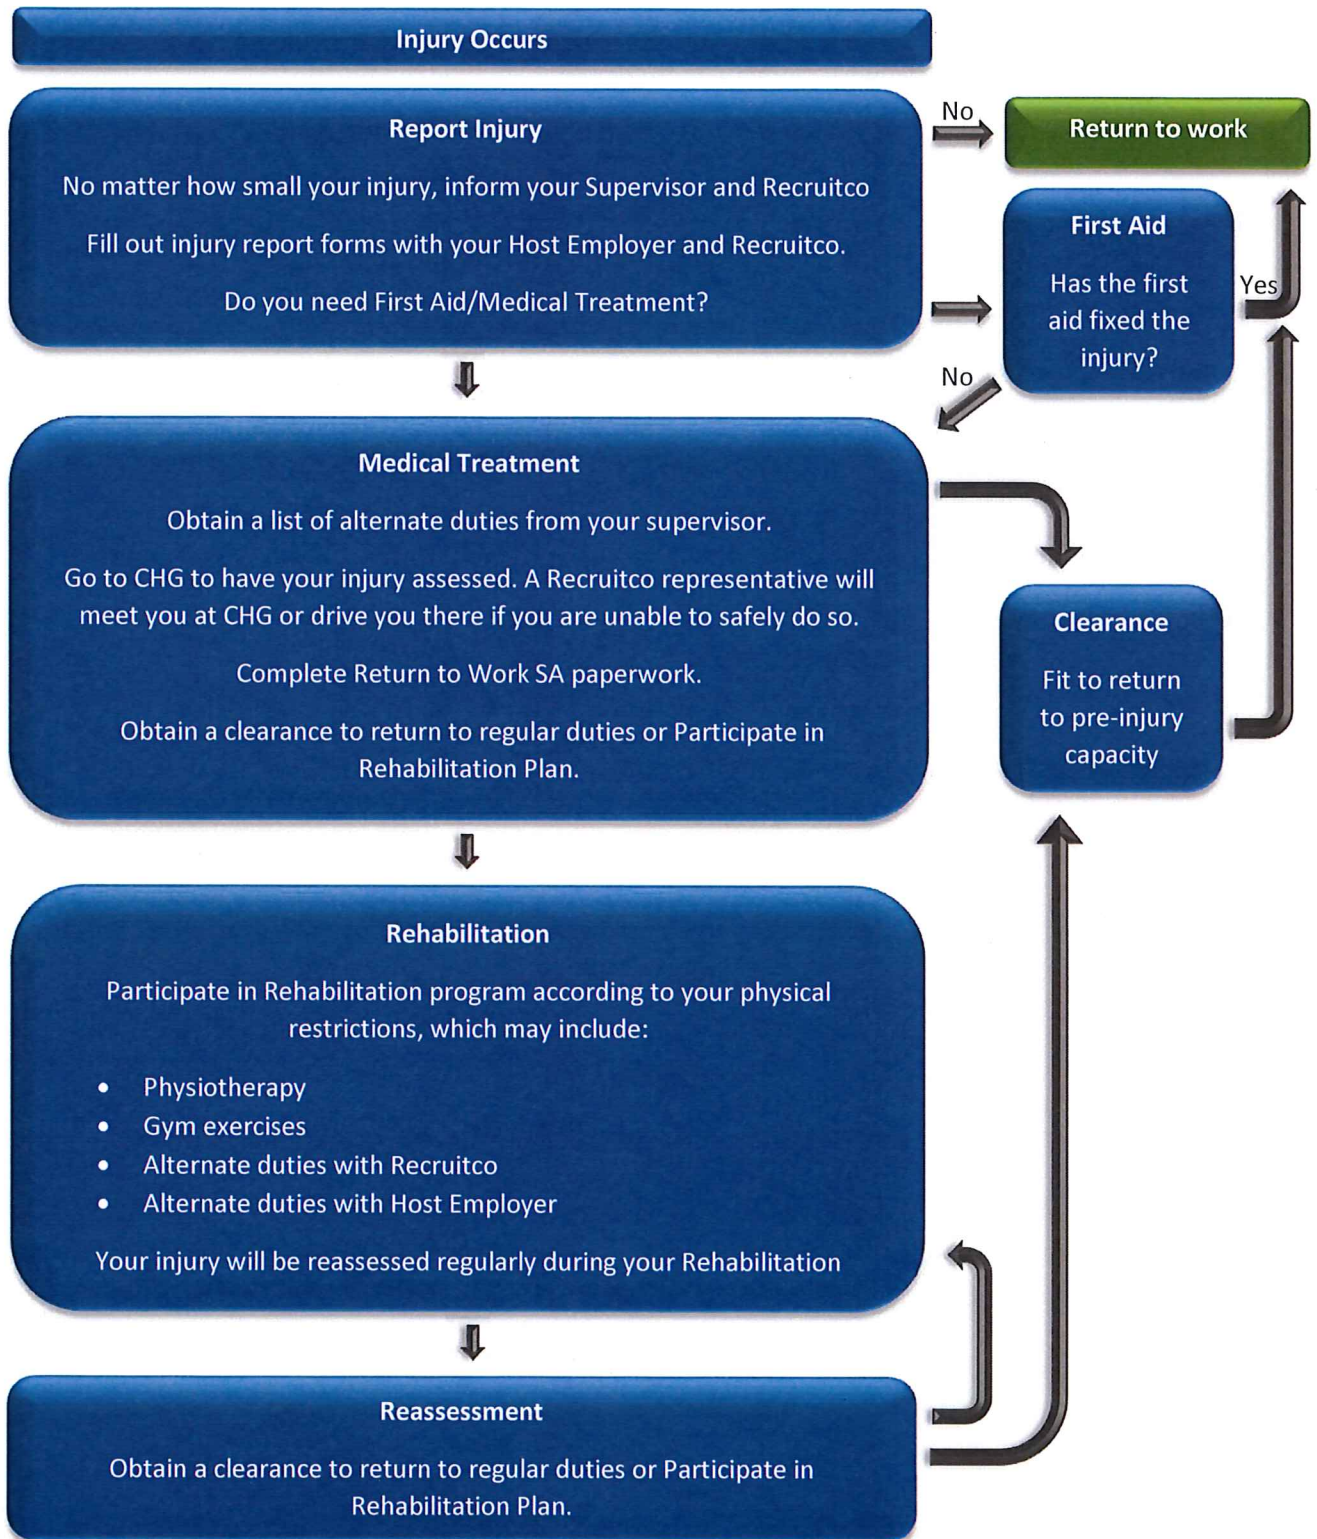 Injury Occurs
Report Injury
No matter how small your injury, inform your Supervisor and Recruitco
Fill out injury report forms with your Host Employer and Recruitco.
Do you need First Aid/Medical Treatment?
No
Return to work
First Aid
Has the first
aid fixed the
injury?
Yes
No
Medical Treatment
Obtain a list of alternate duties from your supervisor.
Go to CHG to have your injury assessed. A Recruitco representative will
meet you at CHG or drive you there if you are unable to safely do so.
Complete Return to Work SA paperwork.
Obtain a clearance to return to regular duties or Participate in
Rehabilitation Plan.
Clearance
Fit to return
to pre-injury
capacity
Rehabilitation
Participate in Rehabilitation program according to your physical
restrictions, which may include:
• Physiotherapy
• Gym exercises
• Alternate duties with Recruitco
• Alternate duties with Host Employer
Your injury will be reassessed regularly during your Rehabilitation
Reassessment
Obtain a clearance to return to regular duties or Participate in
Rehabilitation Plan.